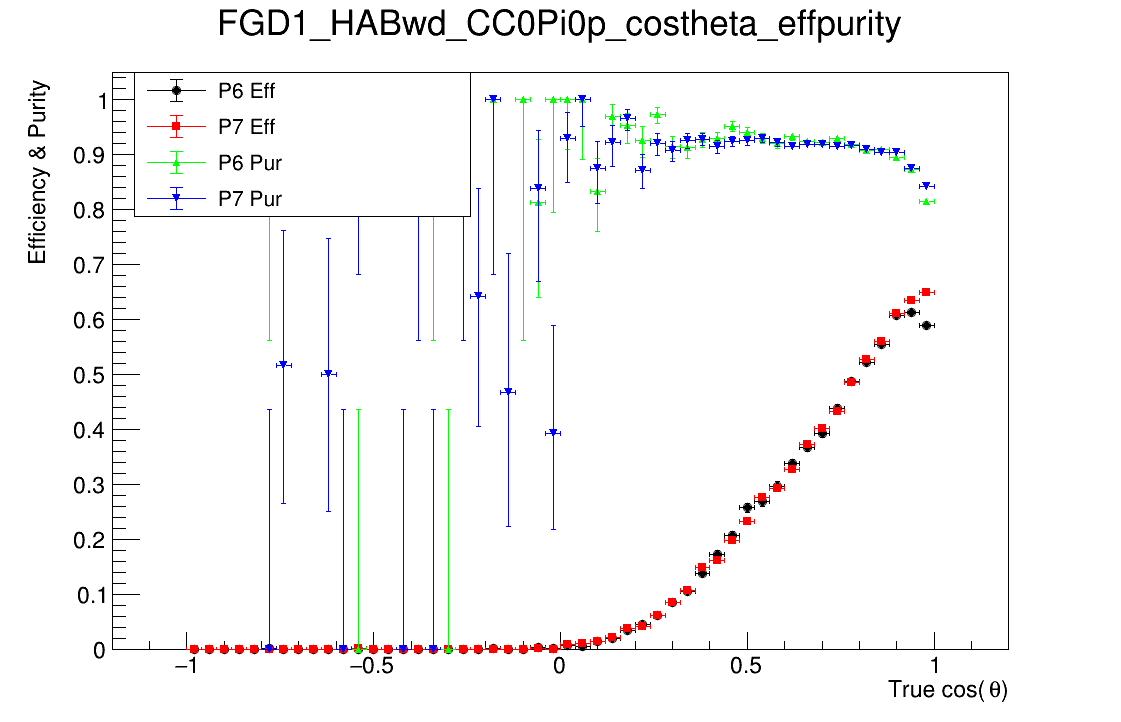 FGD1_HABwd_CC0Pi0p_costheta_effpurity
Efficiency & Purity
P6 Eff
P7 Eff
P6 Pur
P7 Pur
1
0.9
0.8
0.7
0.6
0.5
0.4
0.3
0.2
0.1
0
−1
−0.5
0
0.5
1
True cos( θ)